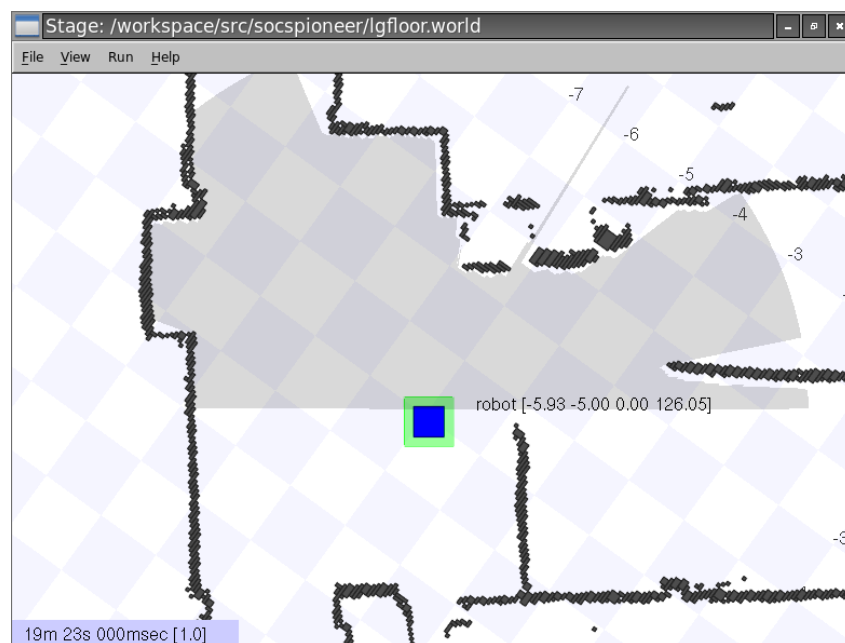 Stage: /workspace/src/socspioneer/lgfloor.world
File View Run Help
-7
-6
-5
-4
-3
robot [-5.93 -5.00 0.00 126.05]
-3
19m 23s 000msec [1.0]